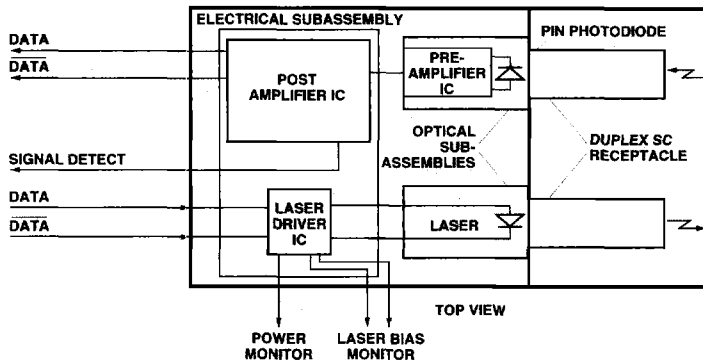 ELECTRICAL SUBASSEMBLY
DATA
DATA
POST
AMPLIFIER IC
PRE-
AMPLIFIER
IC
PIN PHOTODIODE
OPTICAL
SUB-
ASSEMBLIES
DUPLEX SC
RECEPTACLE
SIGNAL DETECT
DATA
DATA
LASER
DRIVER
IC
LASER
TOP VIEW
POWER
MONITOR
LASER BIAS
MONITOR